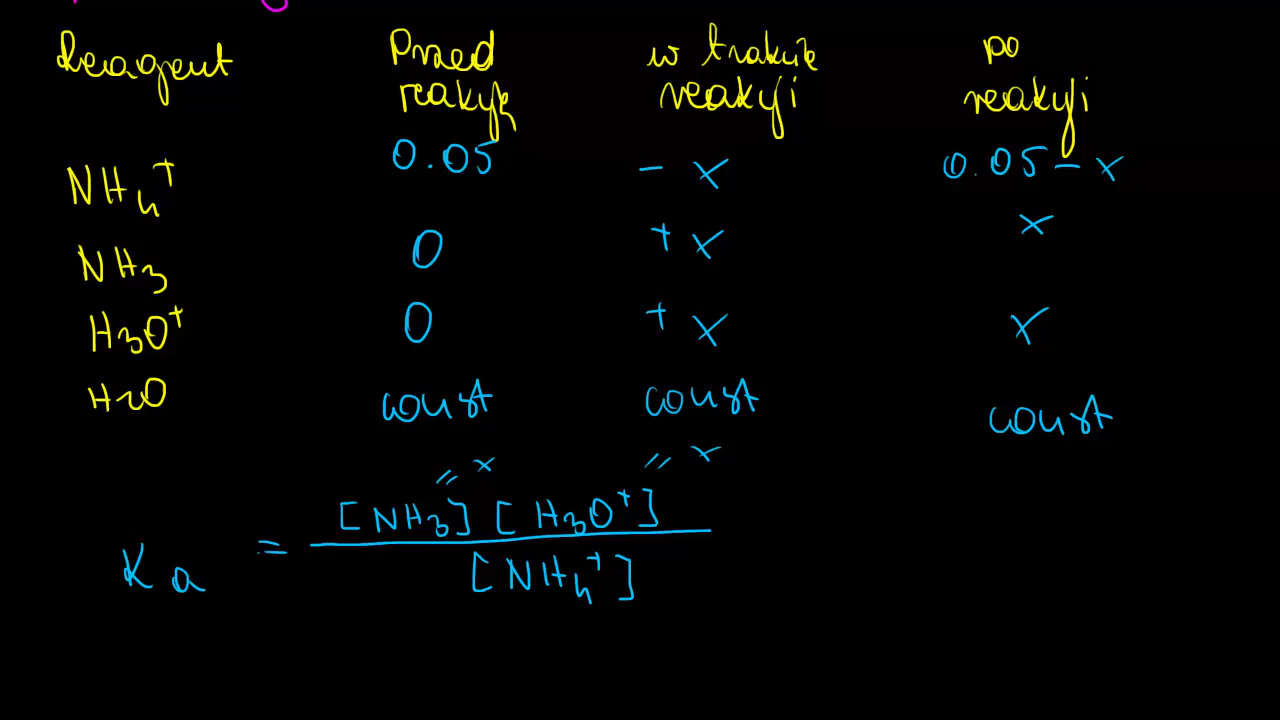 Reagent Przed reakcją w trakcie reakcji po reakcji
NH4+ 0.05 - x 0.05 - x
NH3 0 + x x
H3O+ 0 + x x
H2O const const const
= x = x
Ka = [NH3] [H3O+]
[NH4+]